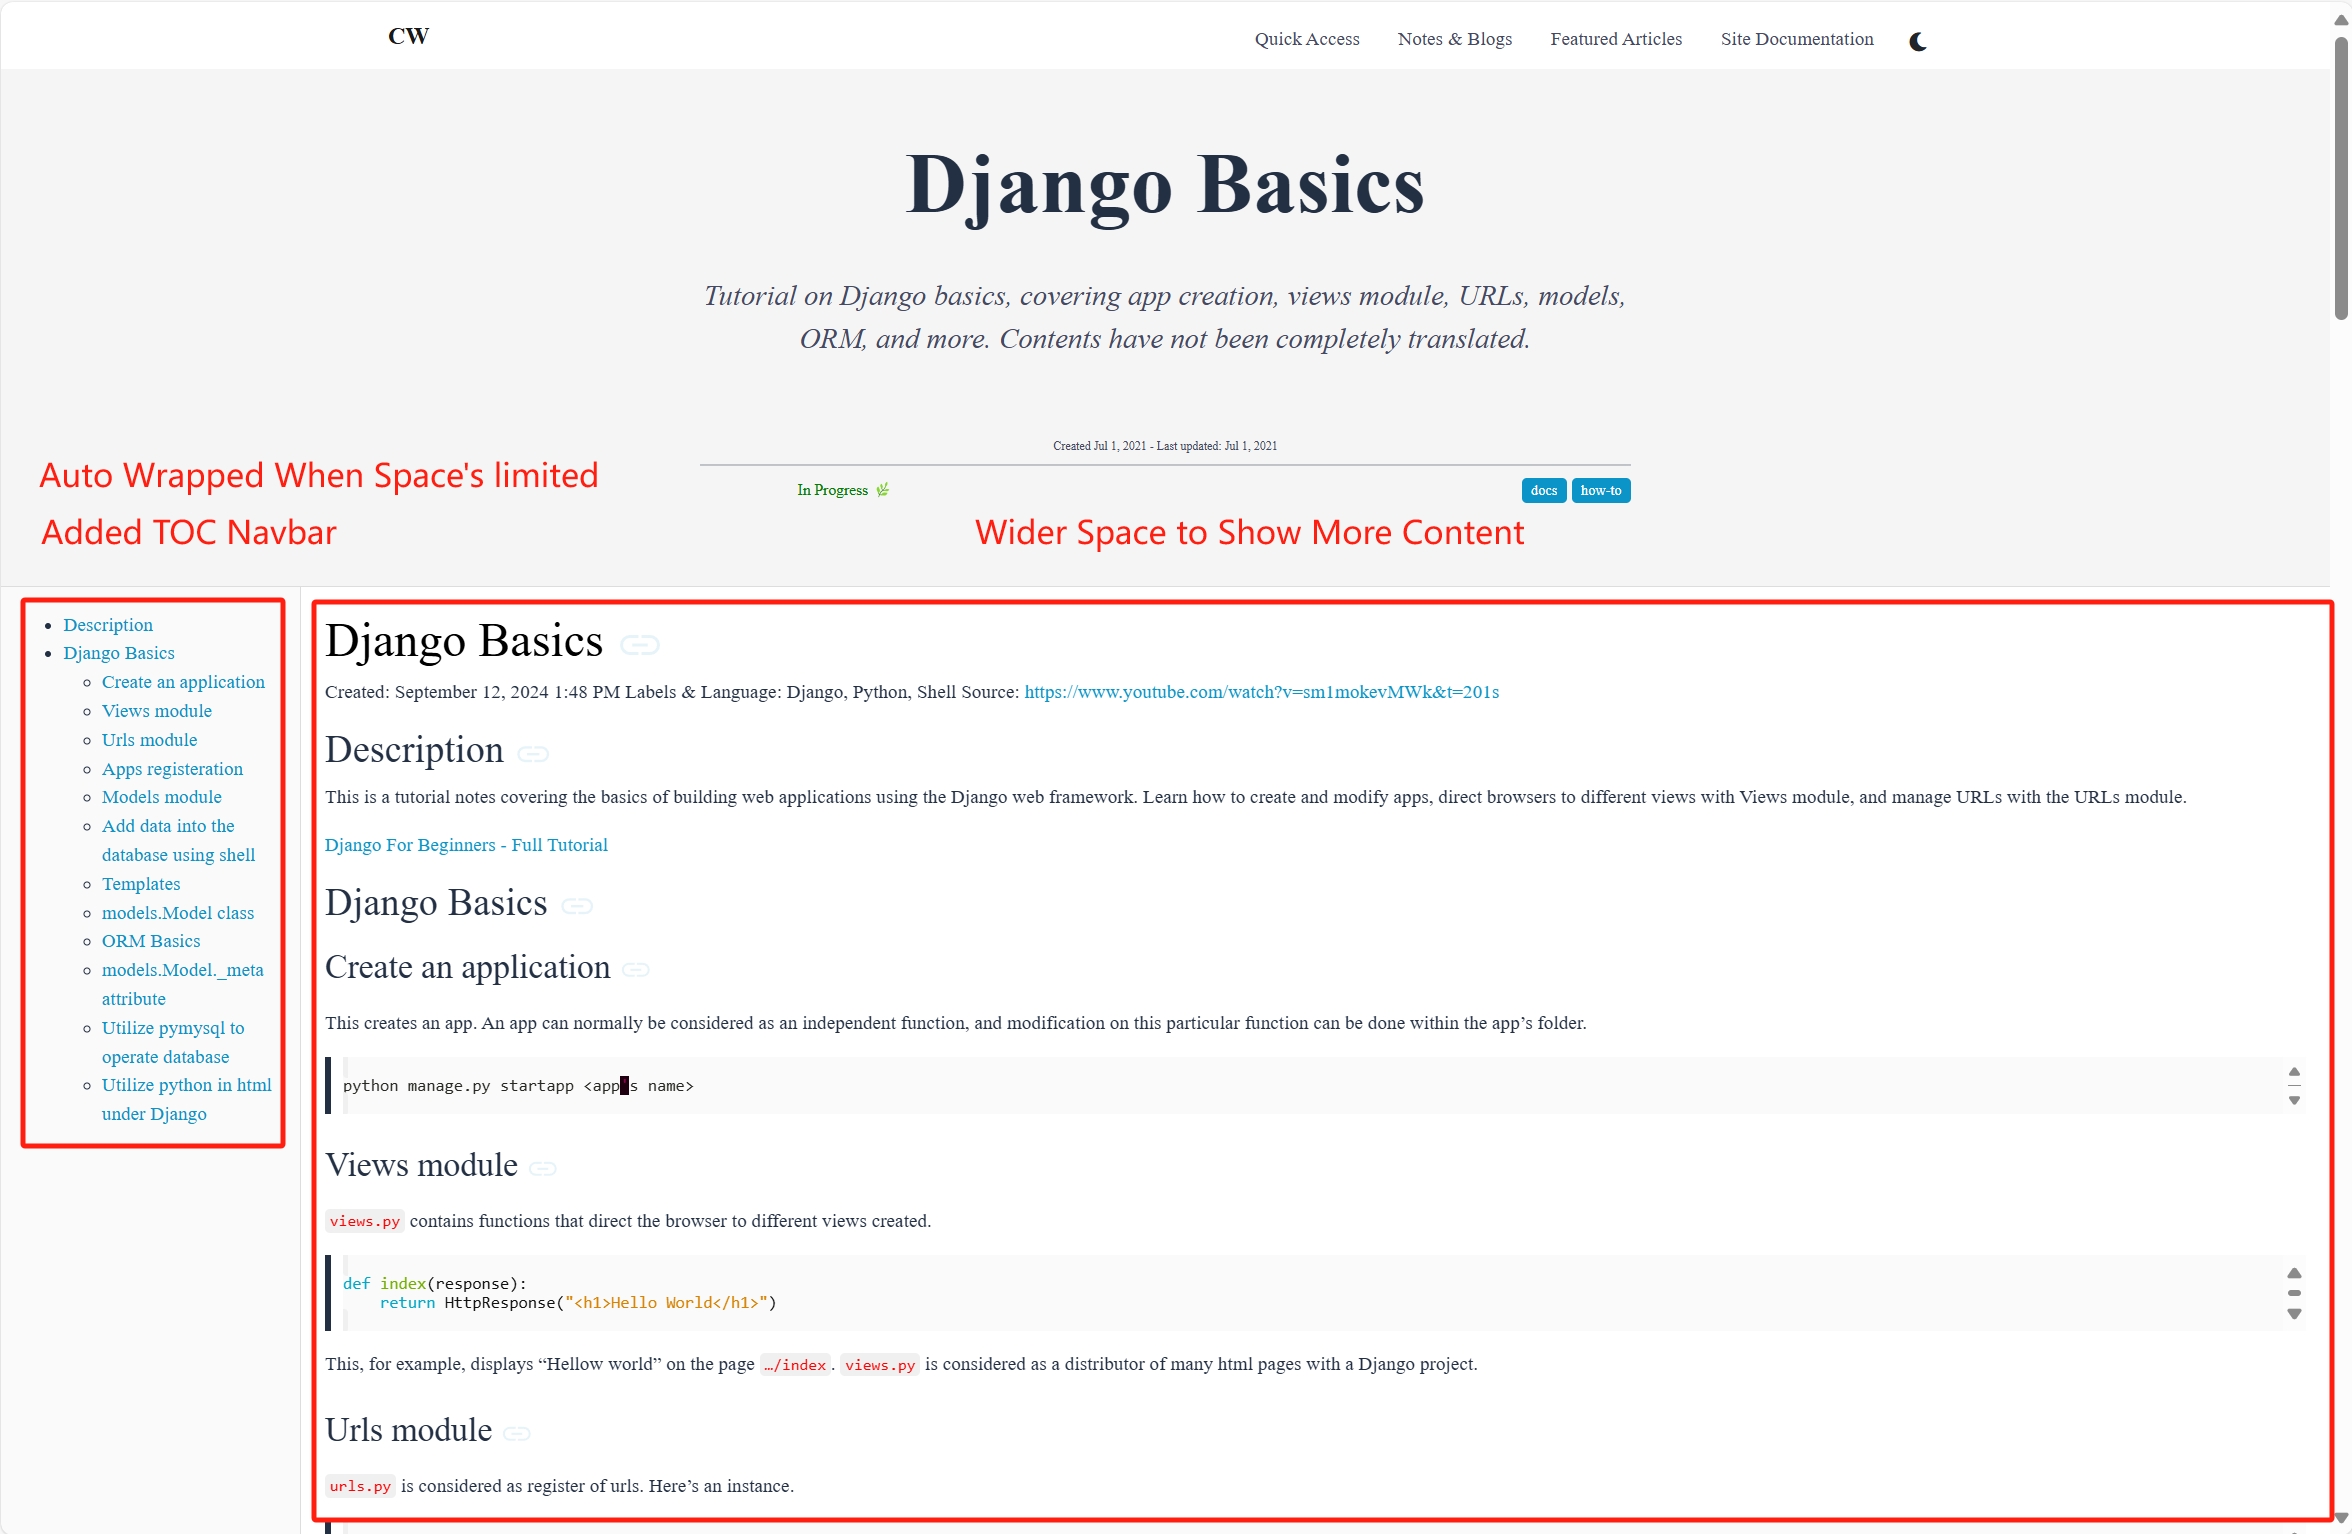 CW
Quick Access
Notes & Blogs
Featured Articles
Site Documentation
Django Basics
Tutorial on Django basics, covering app creation, views module, URLs, models,
ORM, and more. Contents have not been completely translated.
Created Jul 1, 2021 - Last updated: Jul 1, 2021
In Progress
docs
how-to
Auto Wrapped When Space's limited
Added TOC Navbar
Wider Space to Show More Content
Description
Django Basics
Create an application
Views module
Urls module
Apps registeration
Models module
Add data into the
database using shell
Templates
models.Model class
ORM Basics
models.Model._meta
attribute
Utilize pymysql to
operate database
Utilize python in html
under Django
Django Basics
Created: September 12, 2024 1:48 PM Labels & Language: Django, Python, Shell Source: https://www.youtube.com/watch?v=sm1mokevMWk&t=201s
Description
This is a tutorial notes covering the basics of building web applications using the Django web framework. Learn how to create and modify apps, direct browsers to different views with Views module, and manage URLs with the URLs module.
Django For Beginners - Full Tutorial
Django Basics
Create an application
This creates an app. An app can normally be considered as an independent function, and modification on this particular function can be done within the app’s folder.
python manage.py startapp <app's name>
Views module
views.py contains functions that direct the browser to different views created.
def index(response):
return HttpResponse("<h1>Hello World</h1>")
This, for example, displays “Hellow world” on the page …/index. views.py is considered as a distributor of many html pages with a Django project.
Urls module
urls.py is considered as register of urls. Here’s an instance.